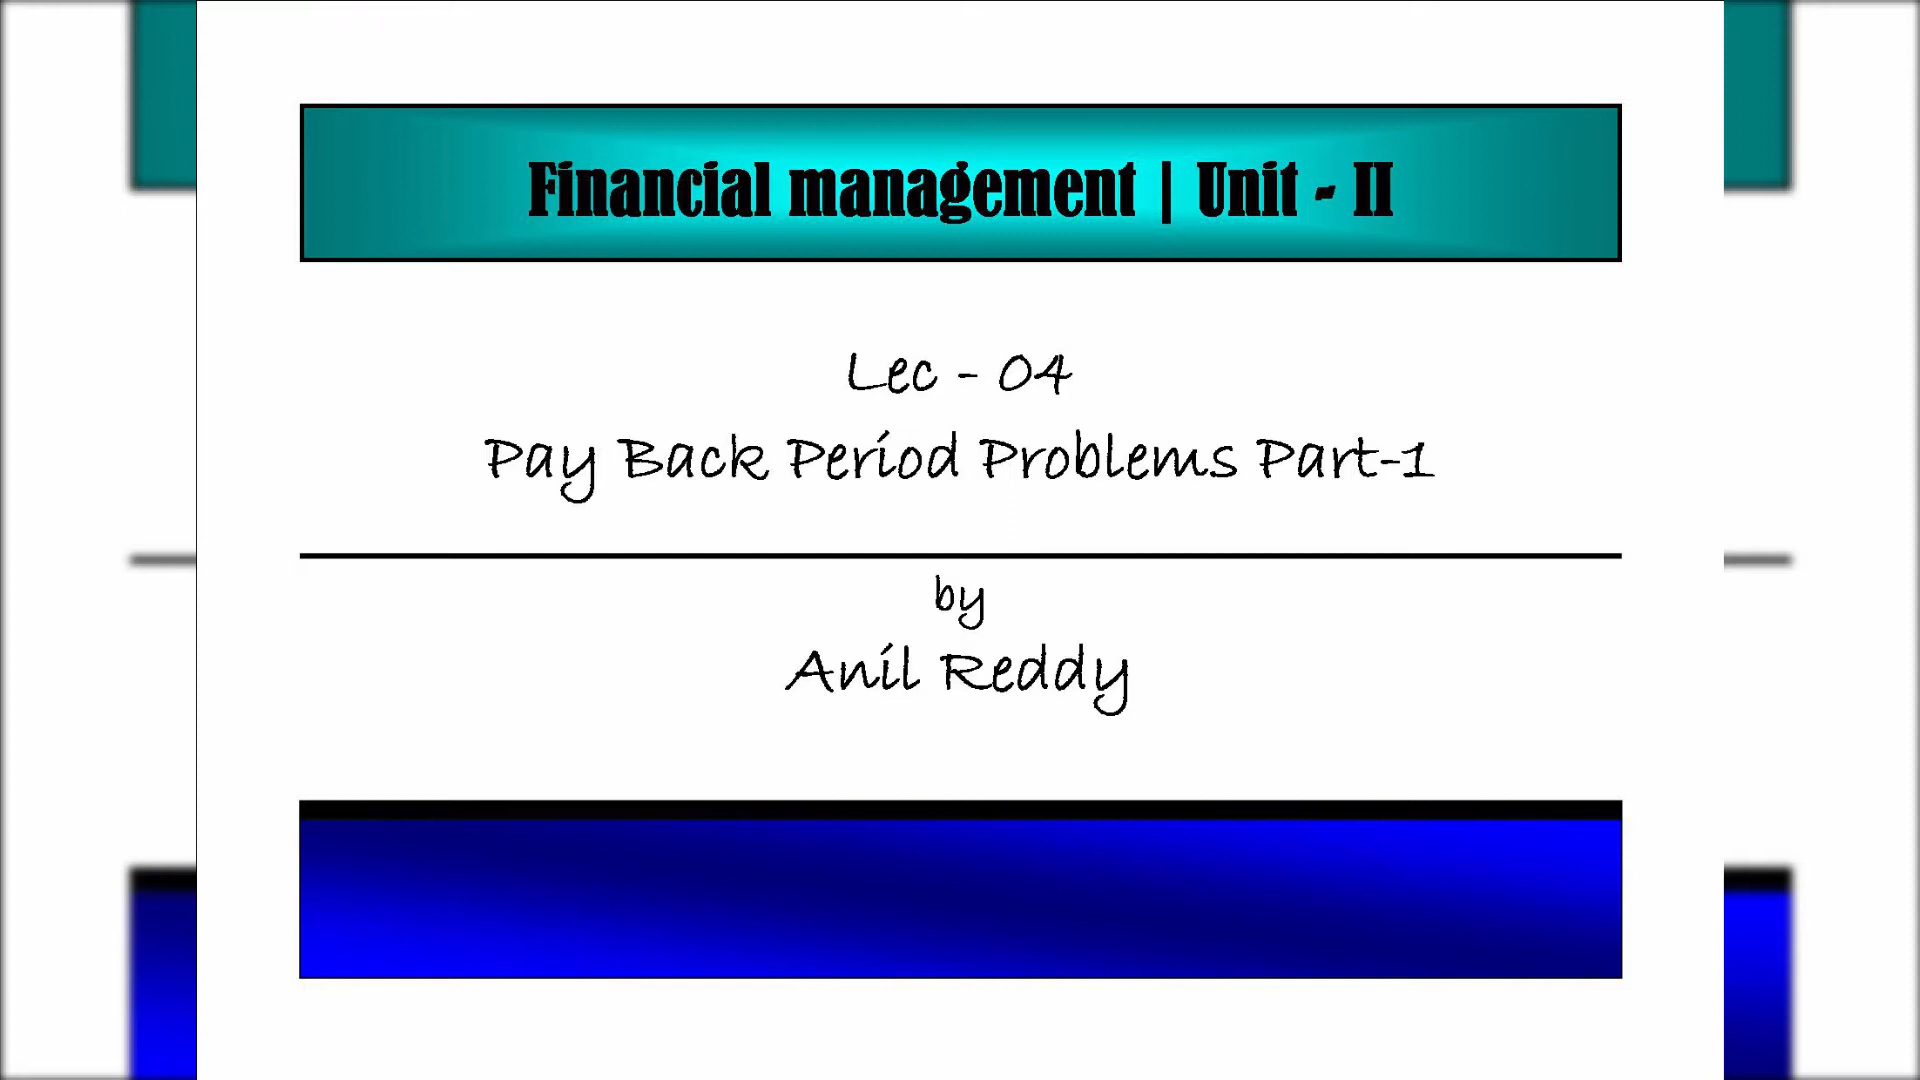 Financial management | Unit - II
Lec - 04
Pay Back Period Problems Part-1
by
Anil Reddy